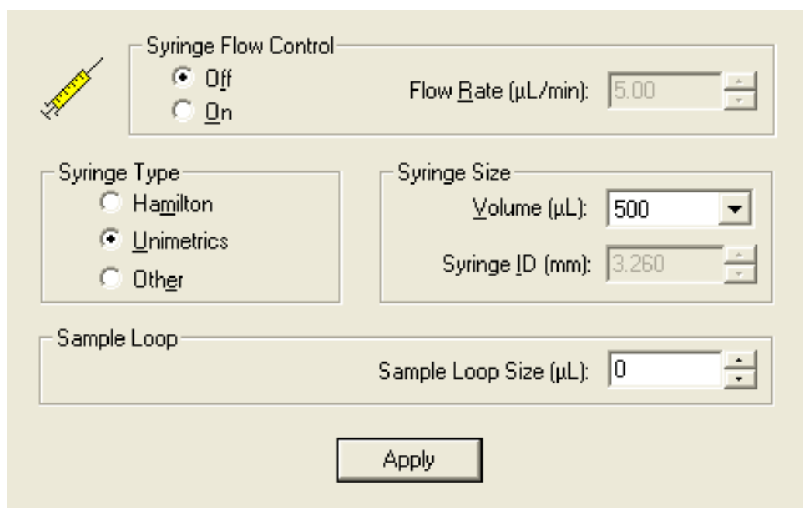 Syringe Flow Control
Off
On
Flow Rate (µL/min): 5.00
Syringe Type
Hamilton
Unimetrics
Other
Syringe Size
Volume (µL): 500
Syringe ID (mm): 3.260
Sample Loop
Sample Loop Size (µL): 0
Apply